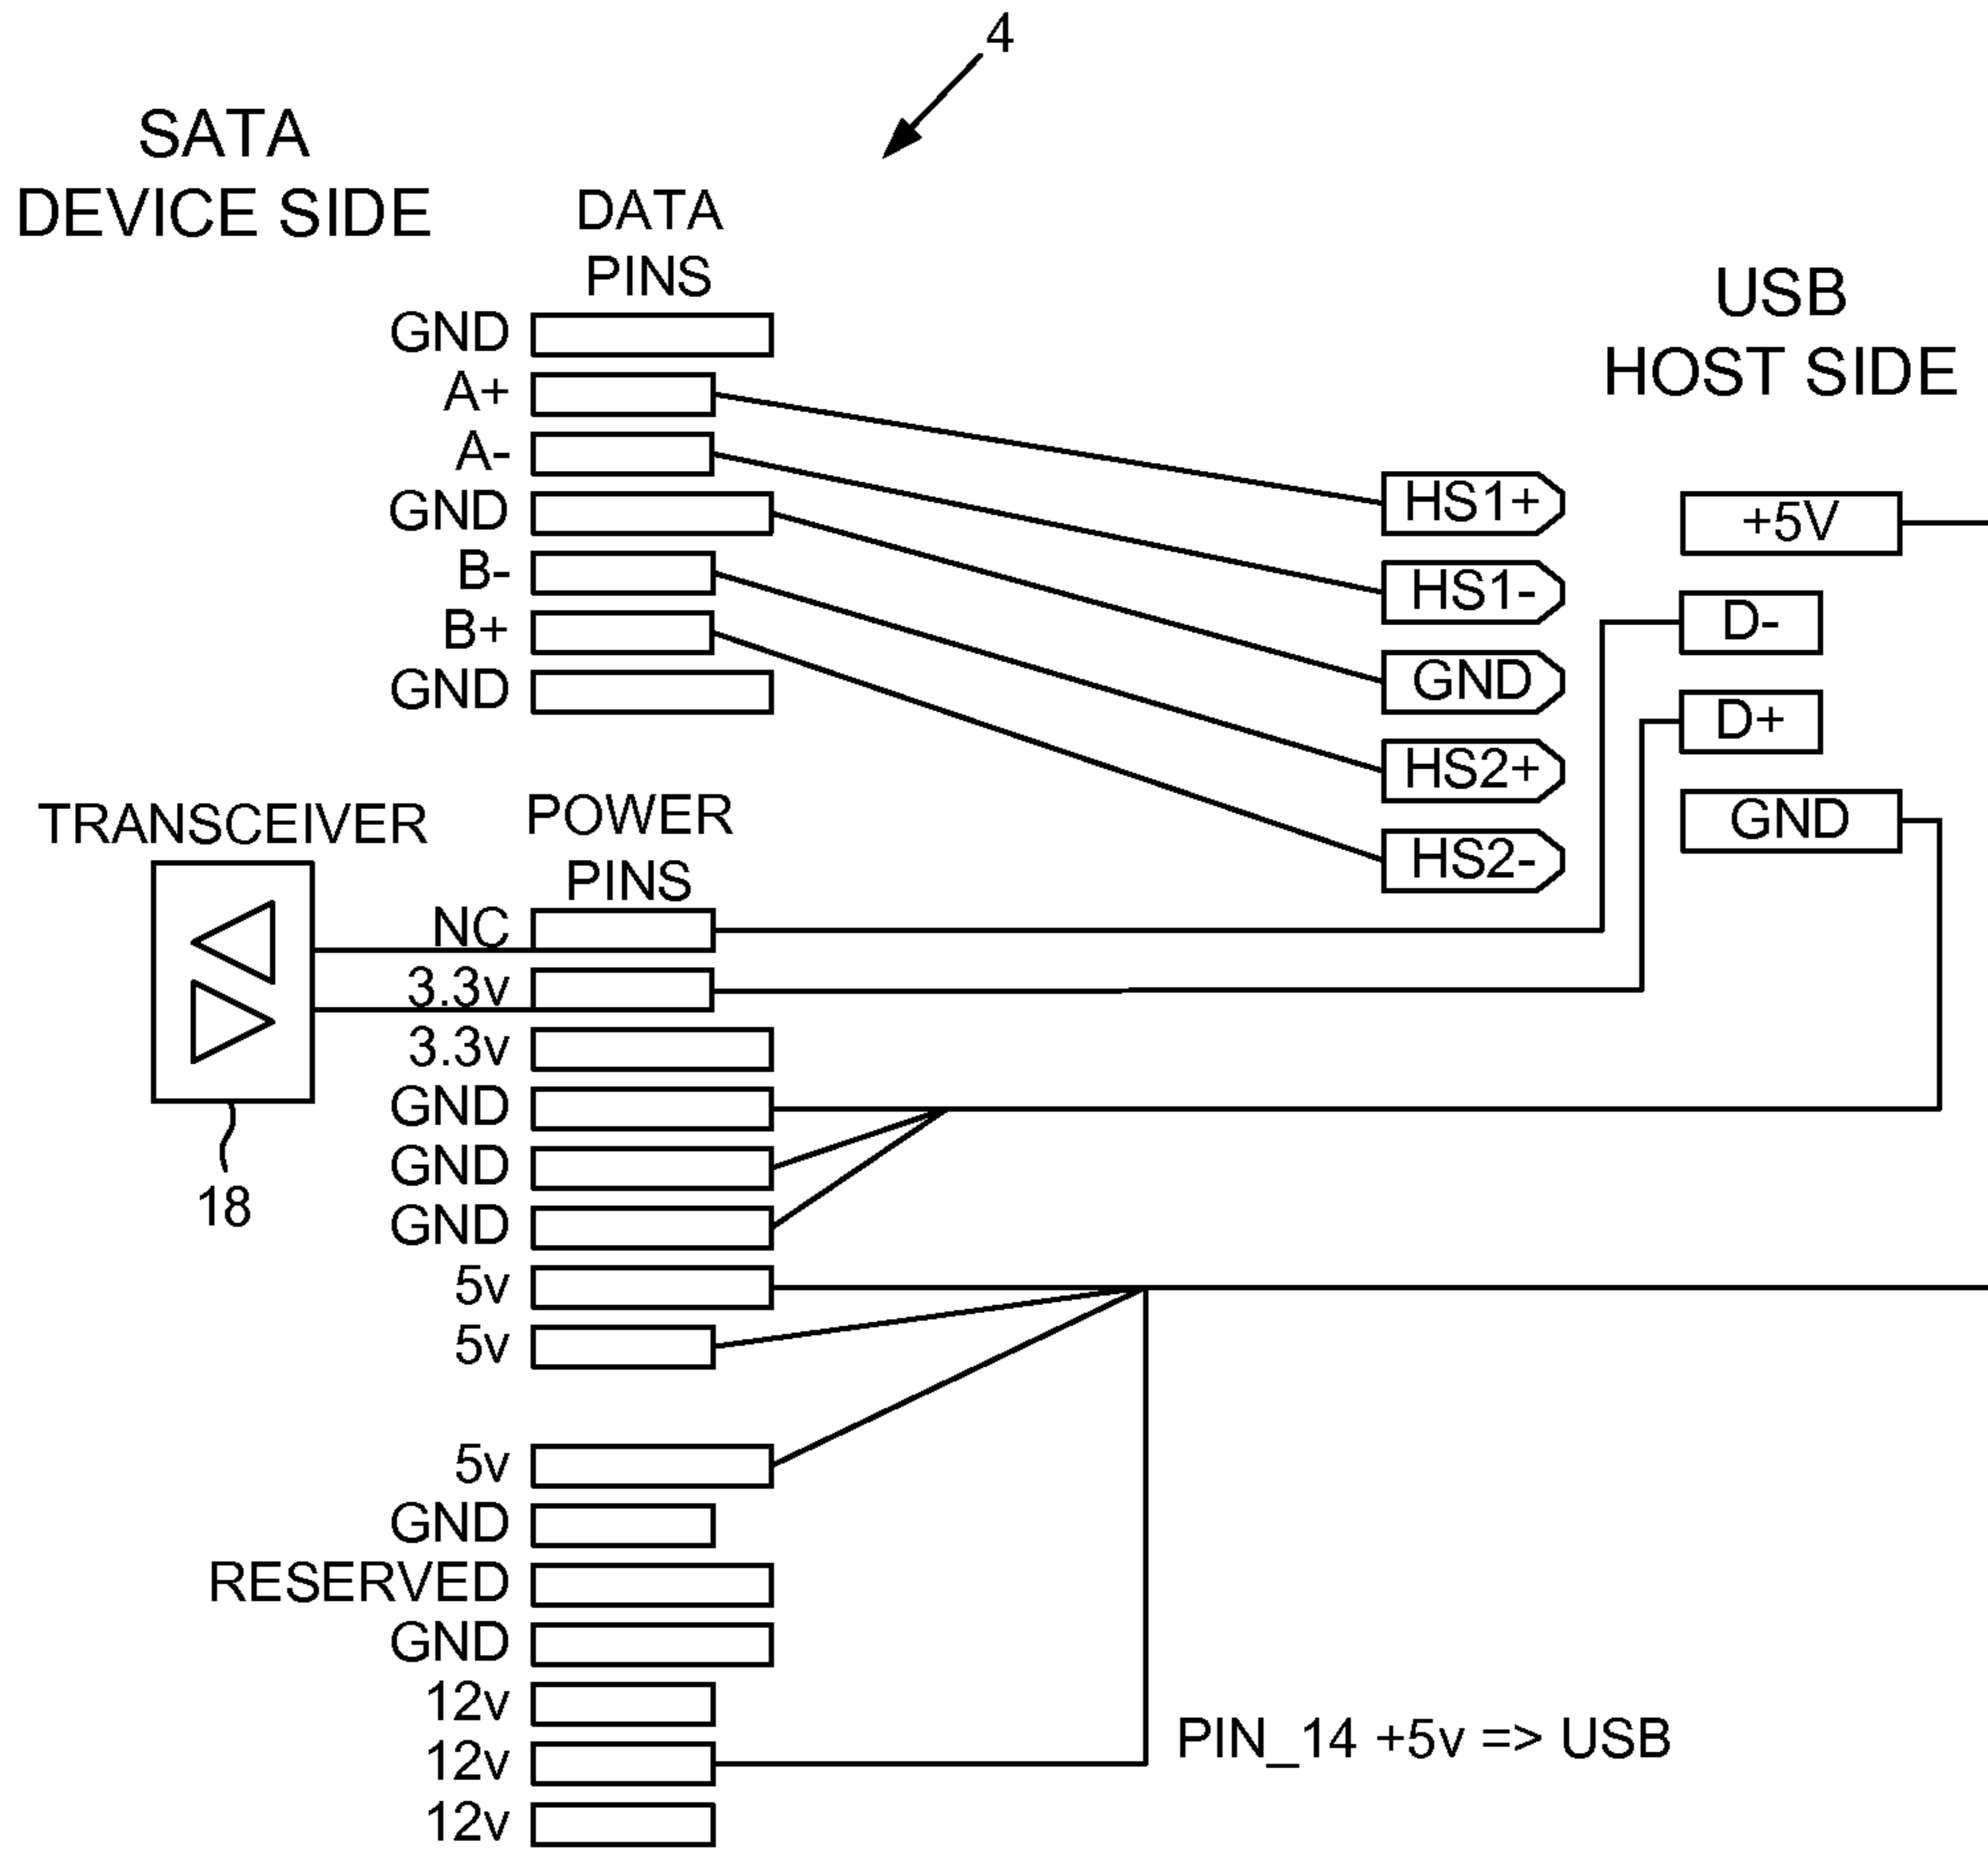 4
SATA
DEVICE SIDE
DATA
PINS
GND
A+
A-
GND
B-
B+
GND
USB
HOST SIDE
HS1+
HS1-
GND
HS2+
HS2-
+5V
D-
D+
GND
TRANSCEIVER
18
POWER
PINS
NC
3.3v
3.3v
GND
GND
GND
5v
5v
5v
GND
RESERVED
GND
12v
12v
12v
PIN_14 +5v => USB